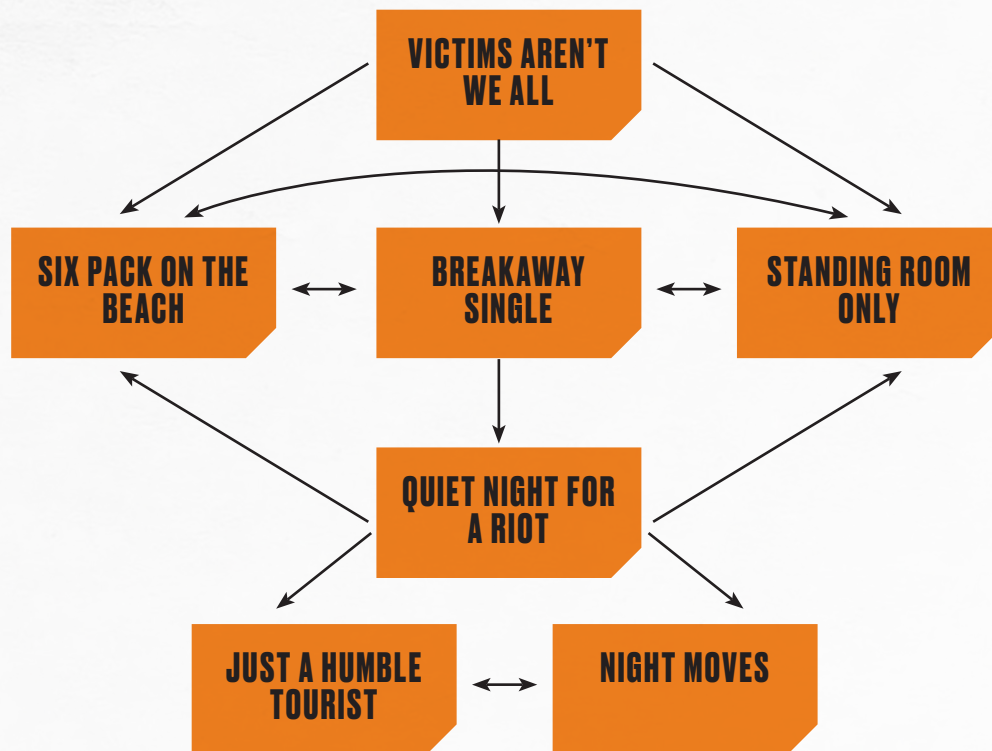 VICTIMS AREN'T
WE ALL
SIX PACK ON THE
BEACH
BREAKAWAY
SINGLE
STANDING ROOM
ONLY
QUIET NIGHT FOR
A RIOT
JUST A HUMBLE
TOURIST
NIGHT MOVES